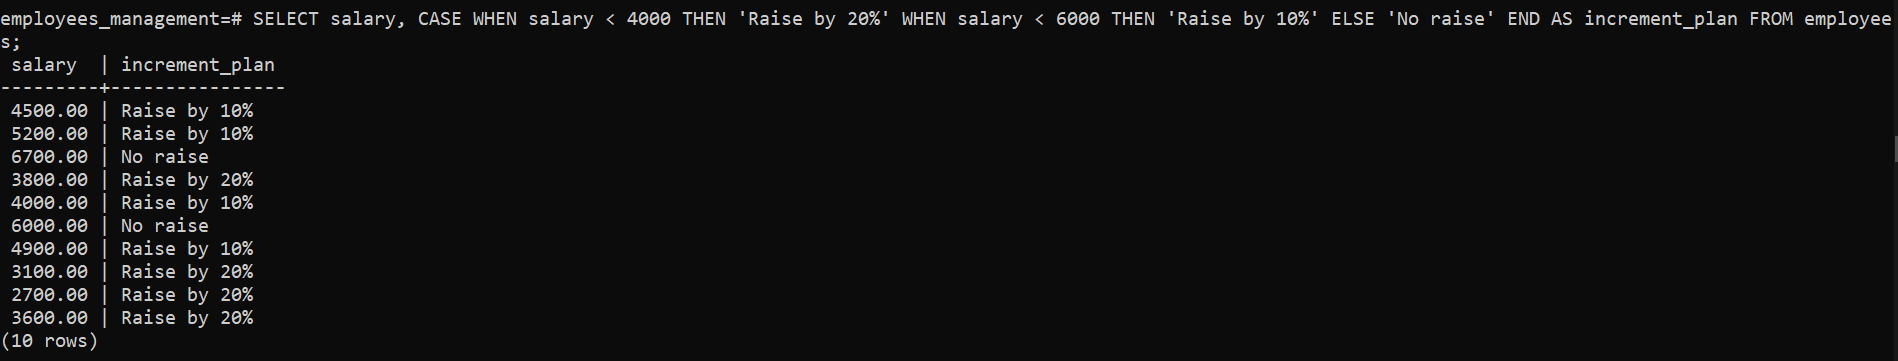 employees_management=# SELECT salary, CASE WHEN salary < 4000 THEN 'Raise by 20%' WHEN salary < 6000 THEN 'Raise by 10%' ELSE 'No raise' END AS increment_plan FROM employee
s;
 salary  | increment_plan
---------+----------------
 4500.00 | Raise by 10%
 5200.00 | Raise by 10%
 6700.00 | No raise
 3800.00 | Raise by 20%
 4000.00 | Raise by 10%
 6000.00 | No raise
 4900.00 | Raise by 10%
 3100.00 | Raise by 20%
 2700.00 | Raise by 20%
 3600.00 | Raise by 20%
(10 rows)